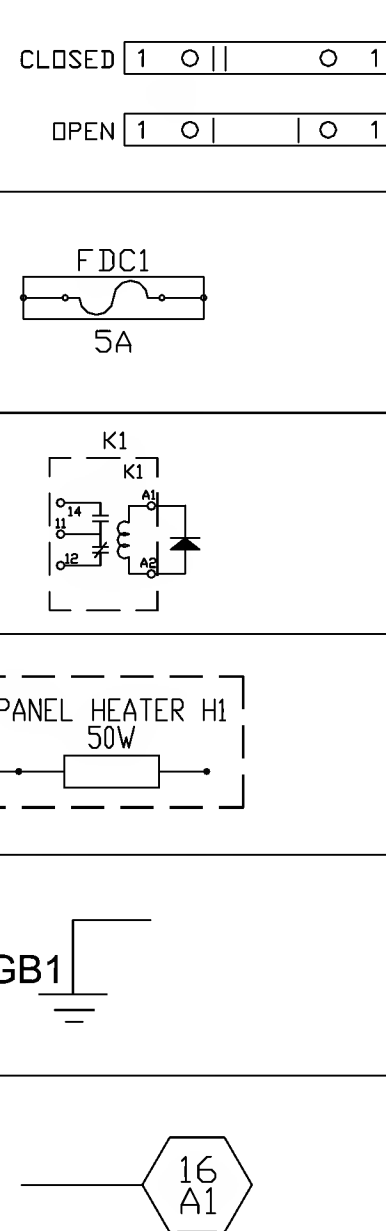 CLOSED 1 1
OPEN 1 1
FDC1
5A
K1
K1
A1
14
11
12 A2
PANEL HEATER H1
50W
GB1
16
A1